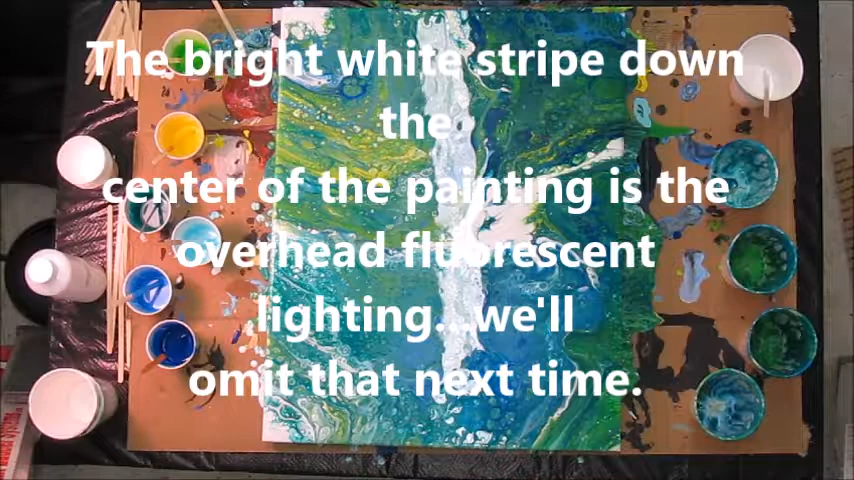 The bright white stripe down
the
center of the painting is the
overhead fluorescent
lighting...we'll
omit that next time.